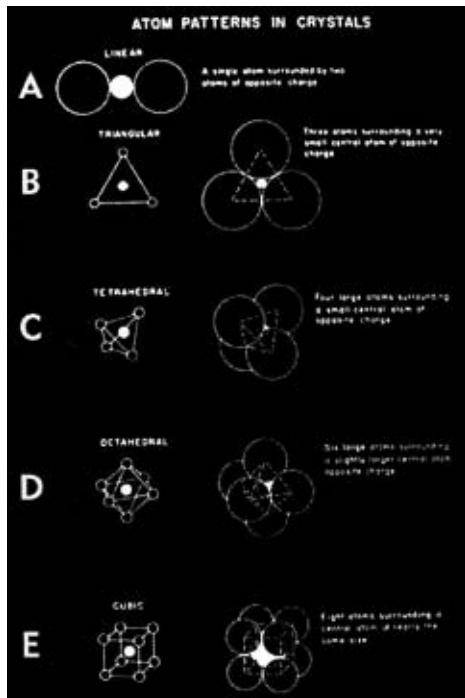 ATOM PATTERNS IN CRYSTALS
LINEAR
A
A single atom surrounded by two
atoms of opposite charge
TRIANGULAR
B
Three atoms surrounding a very
small central atom of opposite
charge
TETRAHEDRAL
C
Four large atoms surrounding
a small central atom of
opposite charge
OCTAHEDRAL
D
Six large atoms surrounding
a slightly larger central atom
opposite charge
CUBIC
E
Eight atoms surrounding a
central atom of nearly the
same size